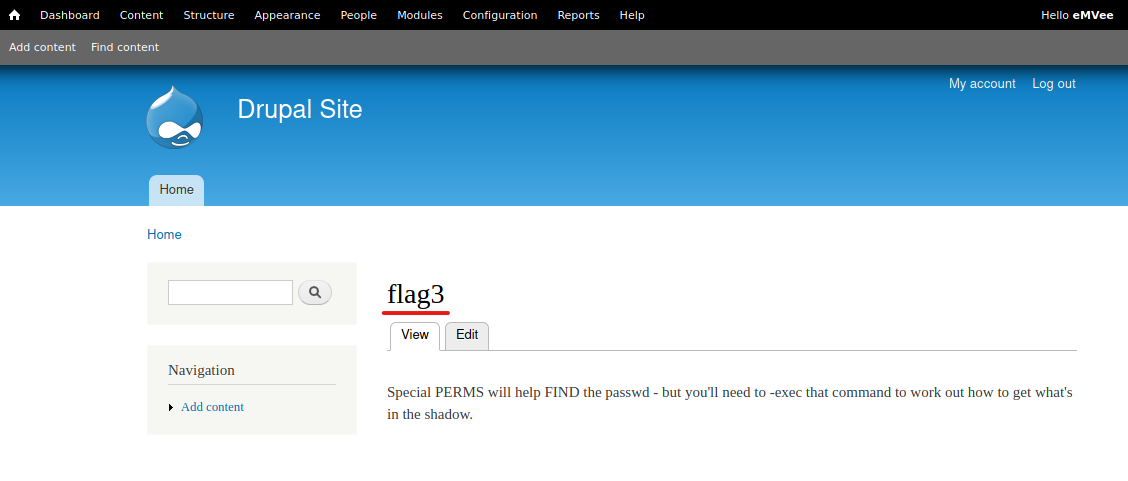 Dashboard Content Structure Appearance People Modules Configuration Reports Help Hello eMVee
Add content Find content
My account Log out
Drupal Site
Home
Home
flag3
View Edit
Navigation
Add content
Special PERMS will help FIND the passwd - but you'll need to -exec that command to work out how to get what's
in the shadow.